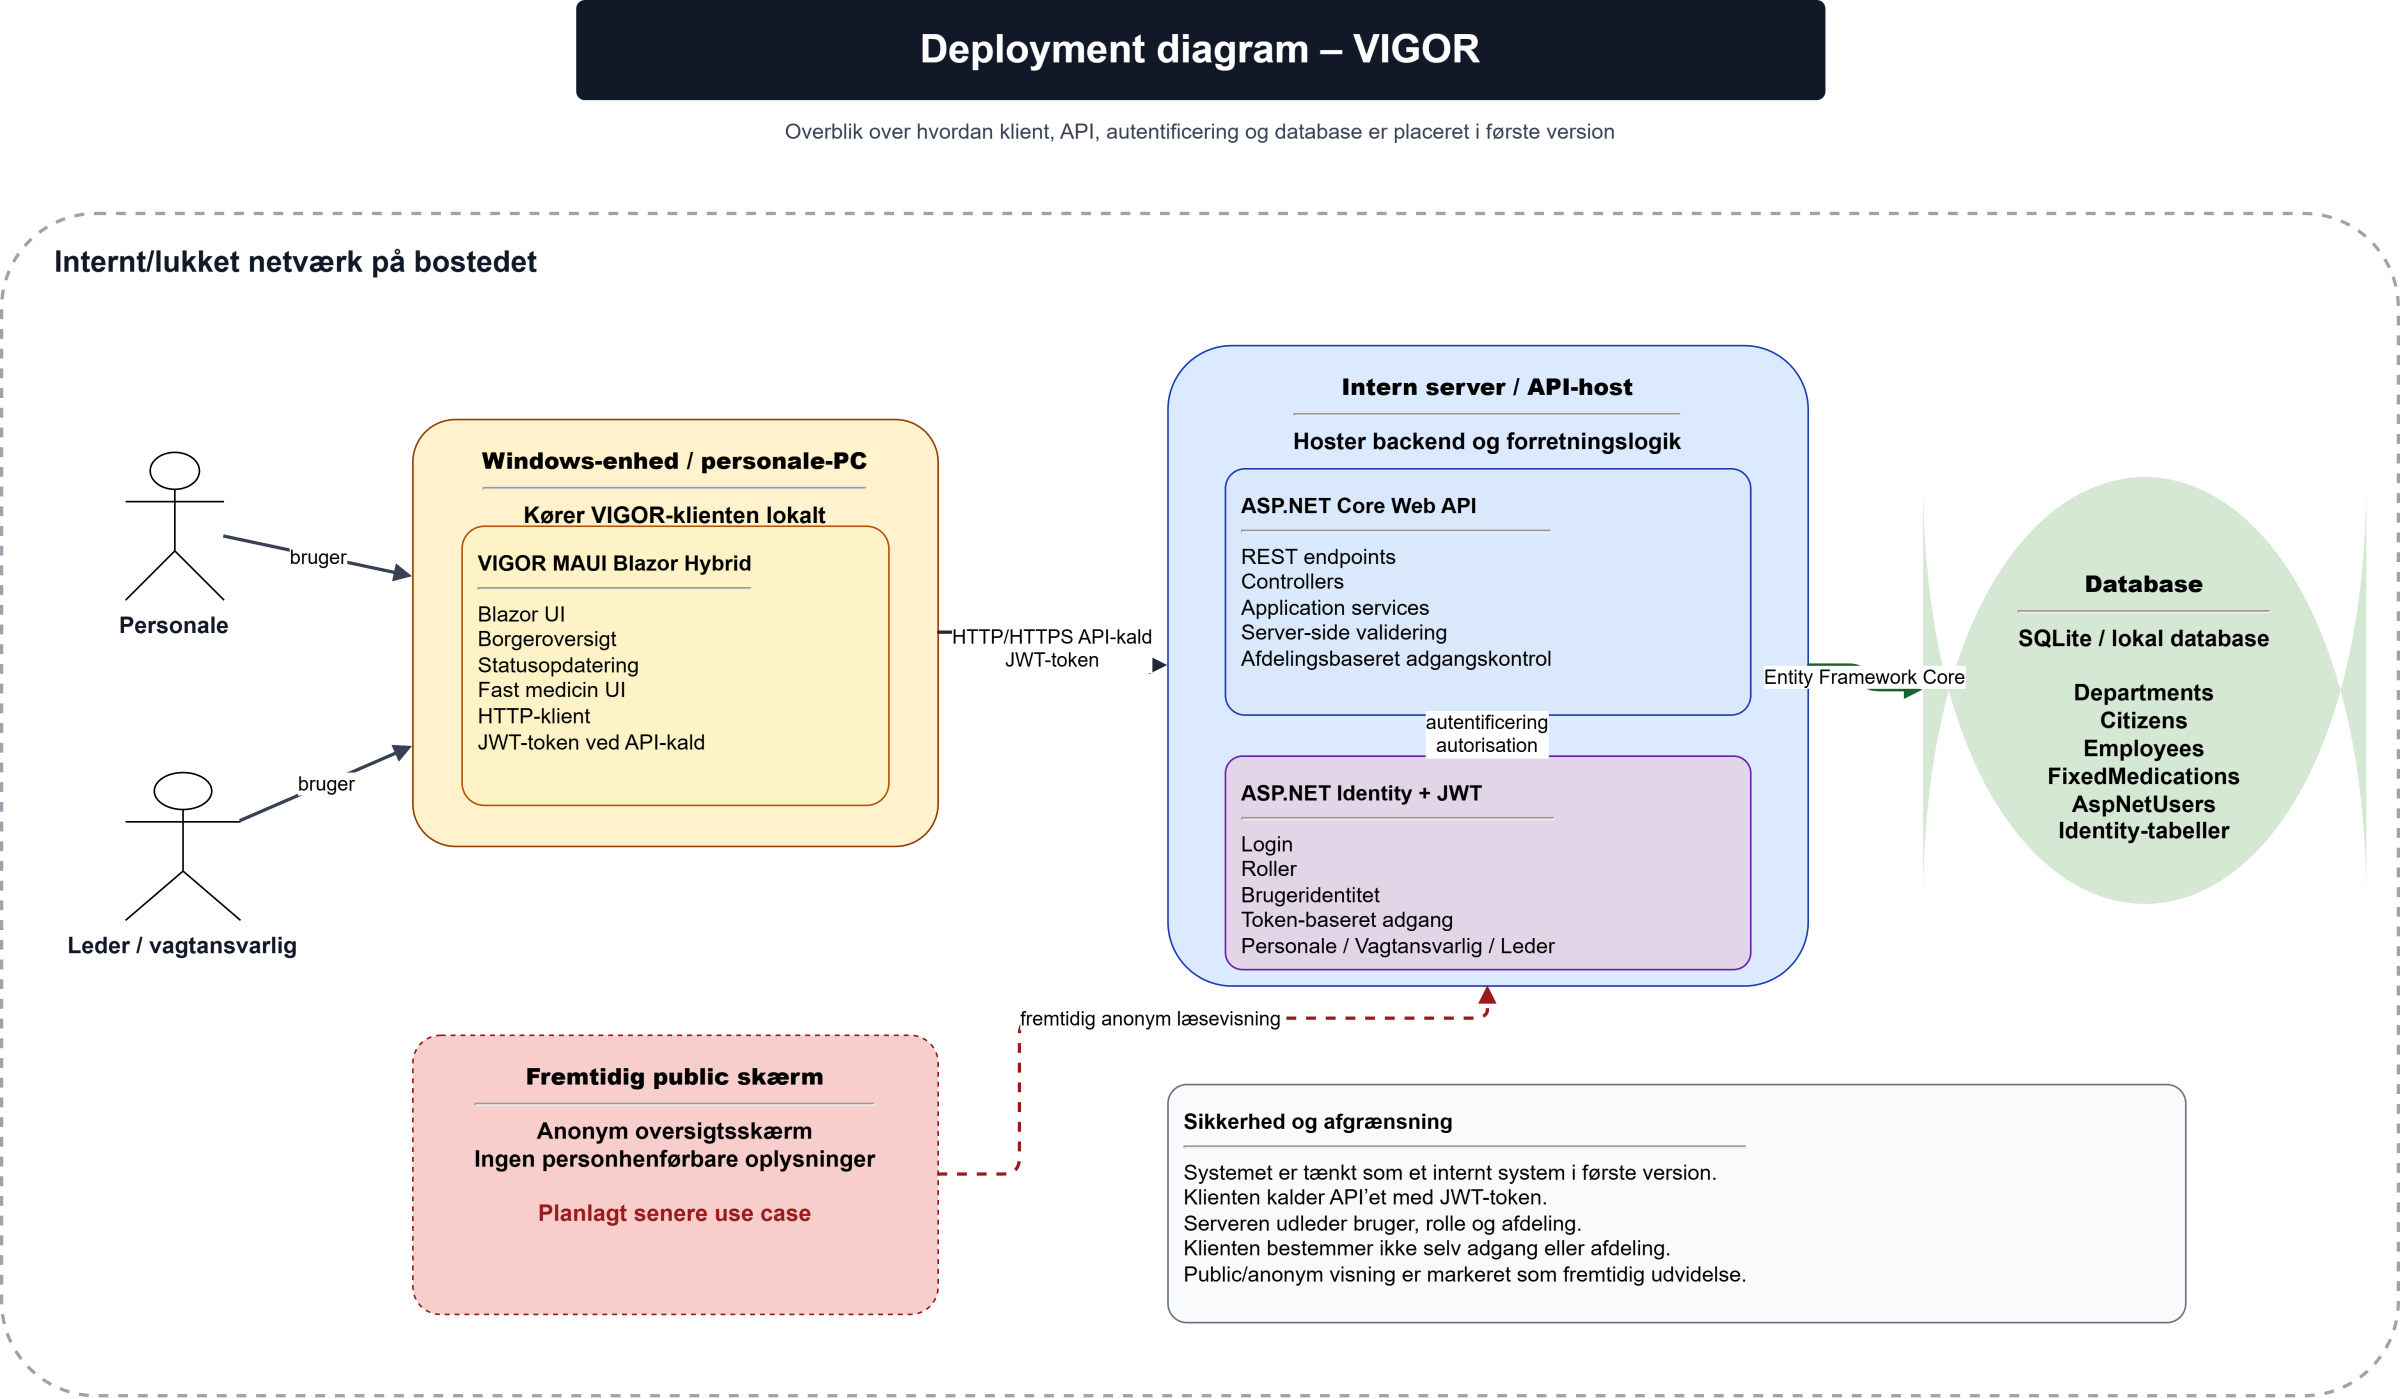 Deployment diagram – VIGOR
Overblik over hvordan klient, API, autentificering og database er placeret i første version
Internt/lukket netværk på bostedet
Personale
bruger
Leder / vagtansvarlig
bruger
Windows-enhed / personale-PC
Kører VIGOR-klienten lokalt
VIGOR MAUI Blazor Hybrid
Blazor UI
Borgeroversigt
Statusopdatering
Fast medicin UI
HTTP-klient
JWT-token ved API-kald
HTTP/HTTPS API-kald
JWT-token
Intern server / API-host
Hoster backend og forretningslogik
ASP.NET Core Web API
REST endpoints
Controllers
Application services
Server-side validering
Afdelingsbaseret adgangskontrol
autentificering
autorisation
ASP.NET Identity + JWT
Login
Roller
Brugeridentitet
Token-baseret adgang
Personale / Vagtansvarlig / Leder
Entity Framework Core
Database
SQLite / lokal database
Departments
Citizens
Employees
FixedMedications
AspNetUsers
Identity-tabeller
fremtidig anonym læsevisning
Fremtidig public skærm
Anonym oversigtsskærm
Ingen personhenførbare oplysninger
Planlagt senere use case
Sikkerhed og afgrænsning
Systemet er tænkt som et internt system i første version.
Klienten kalder API’et med JWT-token.
Serveren udleder bruger, rolle og afdeling.
Klienten bestemmer ikke selv adgang eller afdeling.
Public/anonym visning er markeret som fremtidig udvidelse.